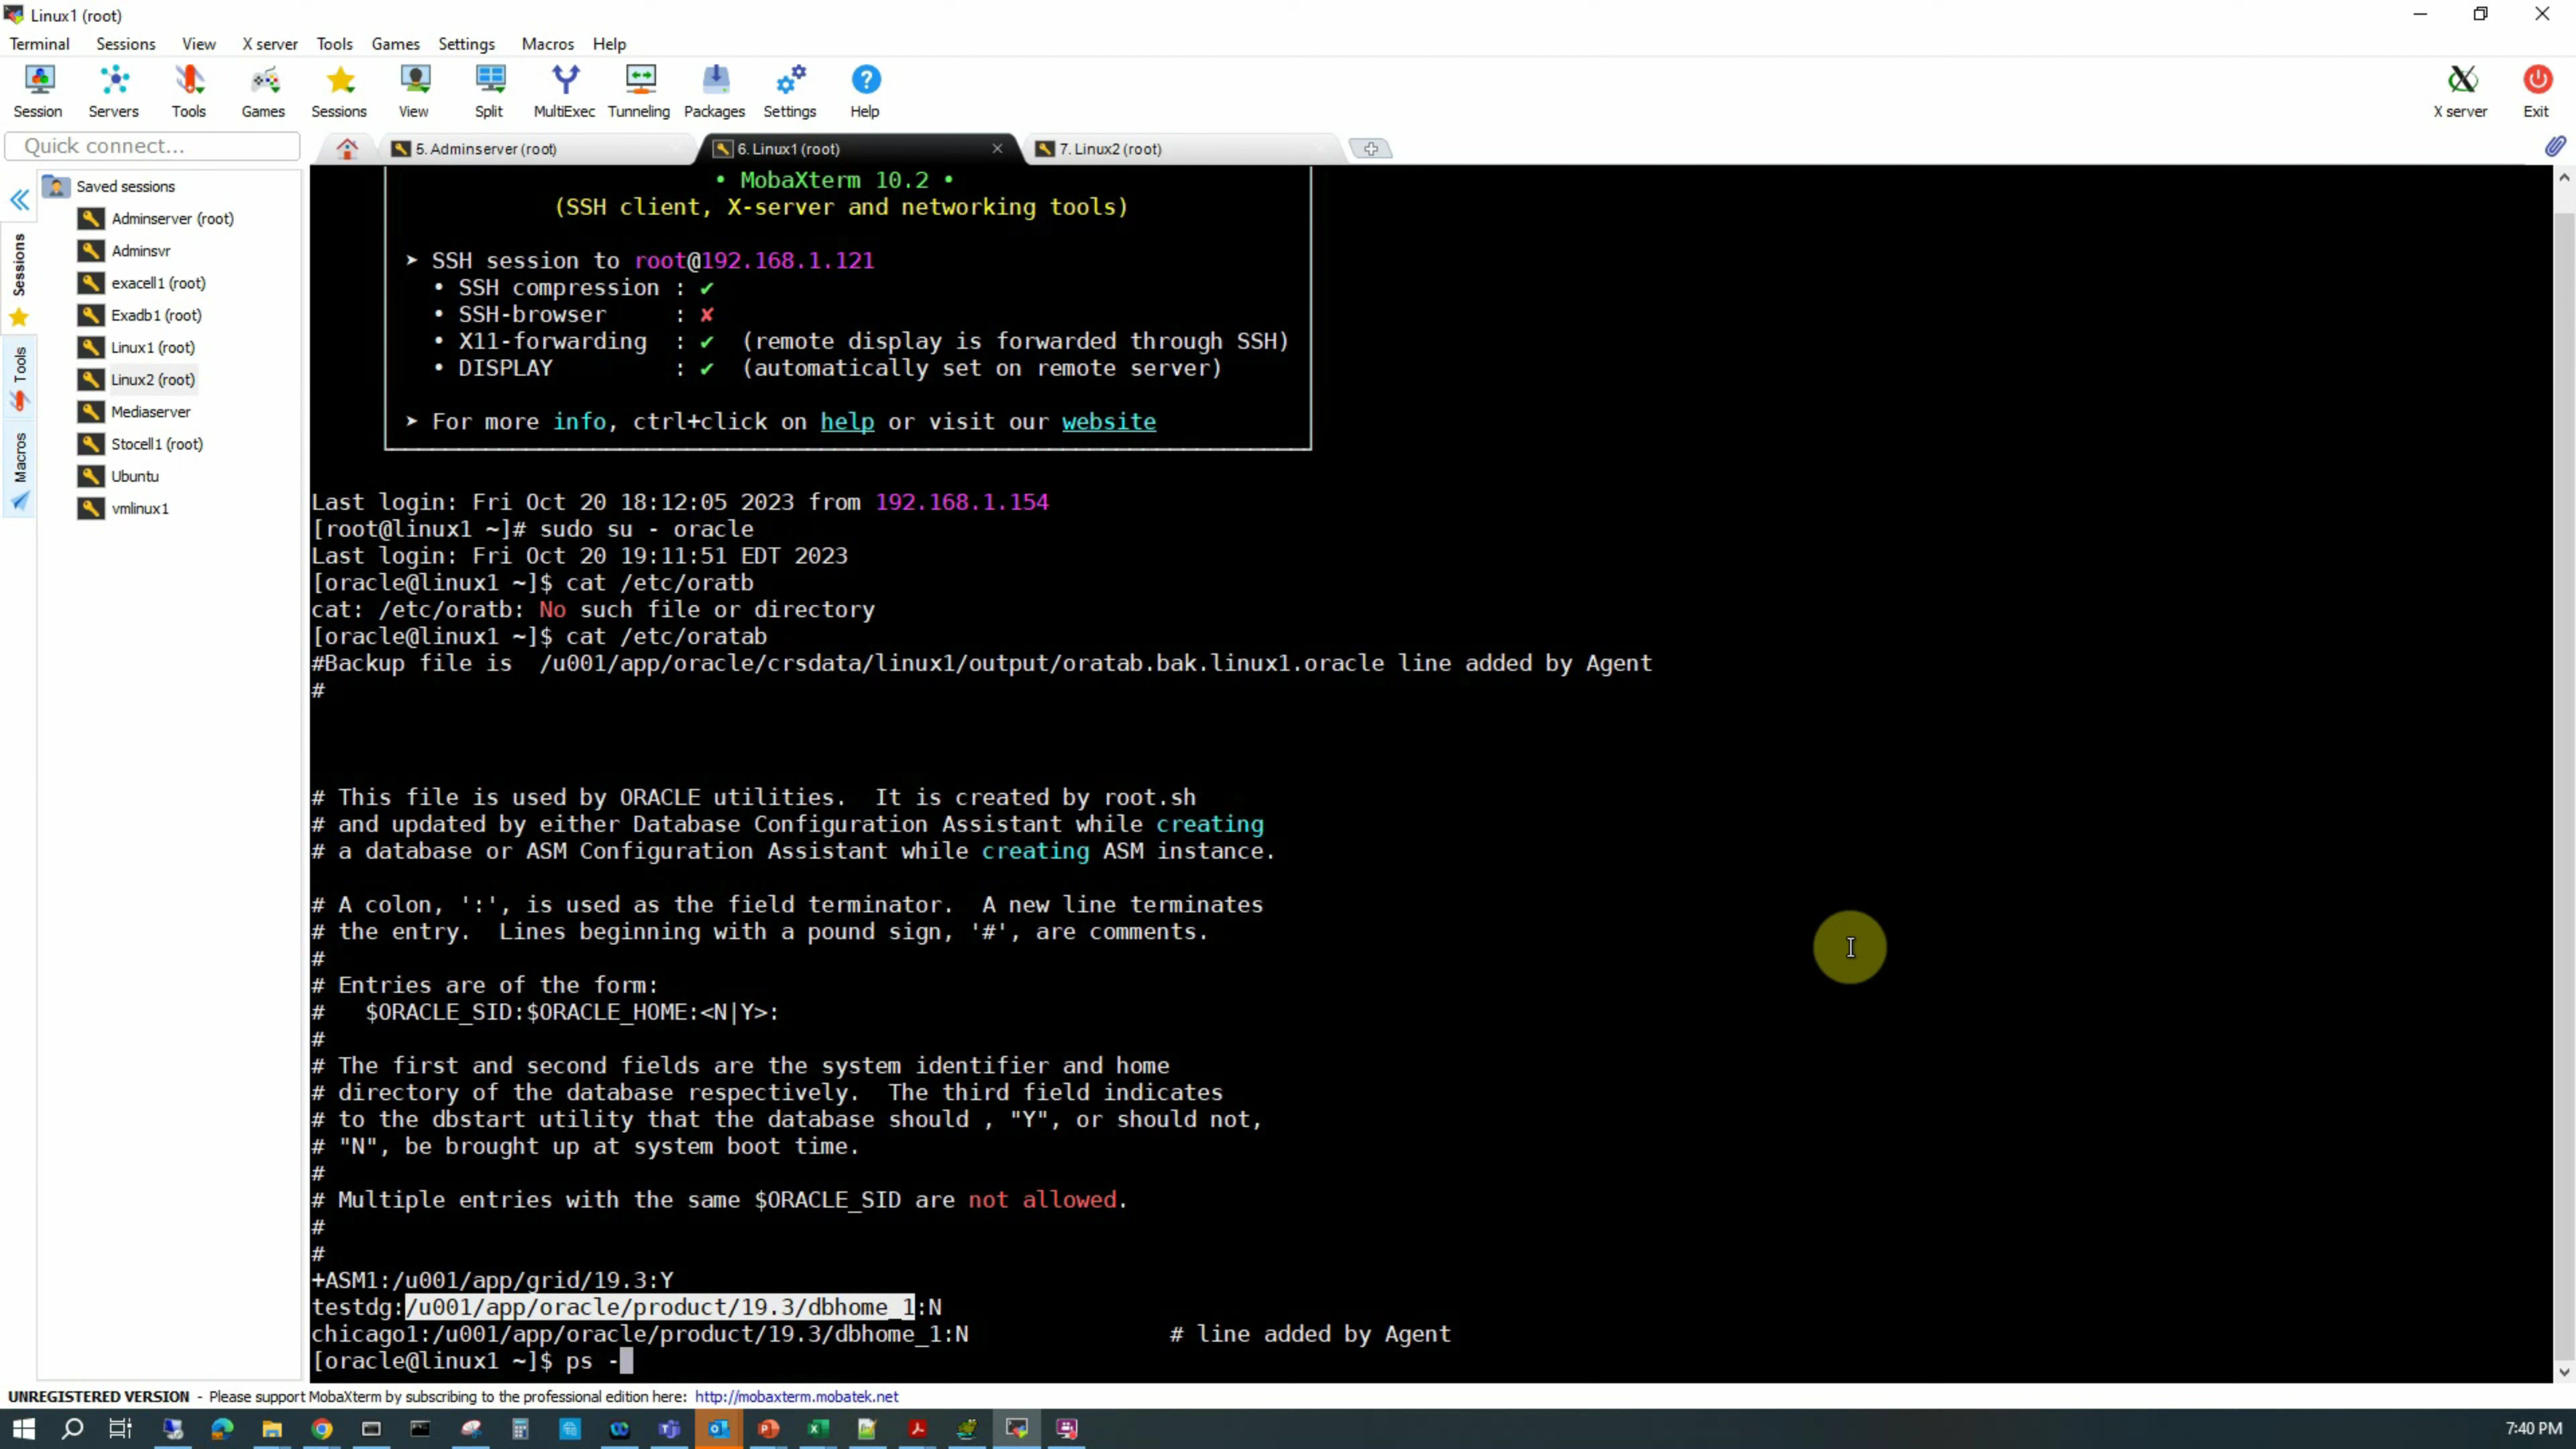 Linux1 (root)
Terminal Sessions View X server Tools Games Settings Macros Help
Session Servers Tools Games Sessions View Split MultiExec Tunneling Packages Settings Help X server Exit
Quick connect...
5. Adminserver (root)
6. Linux1 (root)
7. Linux2 (root)
Sessions
Tools
Macros
Saved sessions
Adminserver (root)
Adminsvr
exacell1 (root)
Exadb1 (root)
Linux1 (root)
Linux2 (root)
Mediaserver
Stocell1 (root)
Ubuntu
vmlinux1
• MobaXterm 10.2 •
(SSH client, X-server and networking tools)
➤ SSH session to root@192.168.1.121
• SSH compression : ✔
• SSH-browser : ✘
• X11-forwarding : ✔ (remote display is forwarded through SSH)
• DISPLAY : ✔ (automatically set on remote server)
➤ For more info, ctrl+click on help or visit our website
Last login: Fri Oct 20 18:12:05 2023 from 192.168.1.154
[root@linux1 ~]# sudo su - oracle
Last login: Fri Oct 20 19:11:51 EDT 2023
[oracle@linux1 ~]$ cat /etc/oratb
cat: /etc/oratb: No such file or directory
[oracle@linux1 ~]$ cat /etc/oratab
#Backup file is  /u001/app/oracle/crsdata/linux1/output/oratab.bak.linux1.oracle line added by Agent
#
# This file is used by ORACLE utilities.  It is created by root.sh
# and updated by either Database Configuration Assistant while creating
# a database or ASM Configuration Assistant while creating ASM instance.
# A colon, ':', is used as the field terminator.  A new line terminates
# the entry.  Lines beginning with a pound sign, '#', are comments.
#
# Entries are of the form:
#   $ORACLE_SID:$ORACLE_HOME:<N|Y>:
#
# The first and second fields are the system identifier and home
# directory of the database respectively.  The third field indicates
# to the dbstart utility that the database should , "Y", or should not,
# "N", be brought up at system boot time.
#
# Multiple entries with the same $ORACLE_SID are not allowed.
#
#
+ASM1:/u001/app/grid/19.3:Y
testdg:/u001/app/oracle/product/19.3/dbhome_1:N
chicago1:/u001/app/oracle/product/19.3/dbhome_1:N               # line added by Agent
[oracle@linux1 ~]$ ps -
UNREGISTERED VERSION - Please support MobaXterm by subscribing to the professional edition here: http://mobaxterm.mobatek.net
7:40 PM